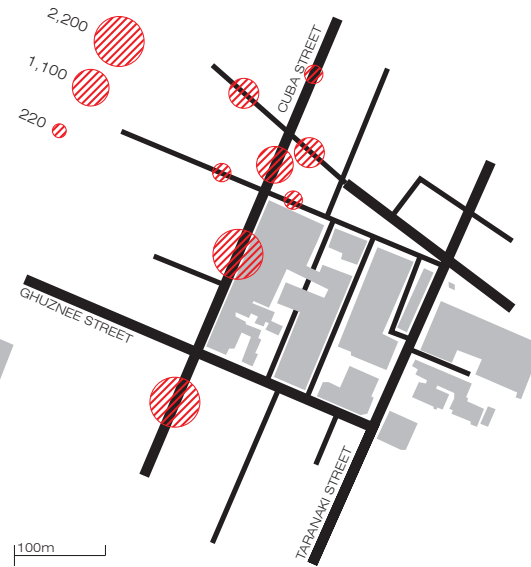 2,200
1,100
220
CUBA STREET
GHUZNEE STREET
TARANAKI STREET
100m